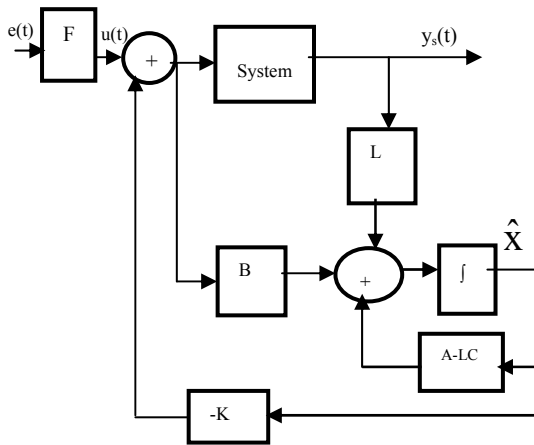 e(t)
F
u(t)
+
System
y_s(t)
L
B
+
∫
x̂
A-LC
-K